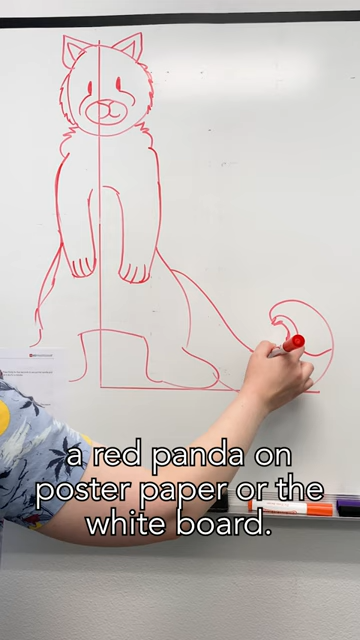 a red panda on
poster paper or the
white board.